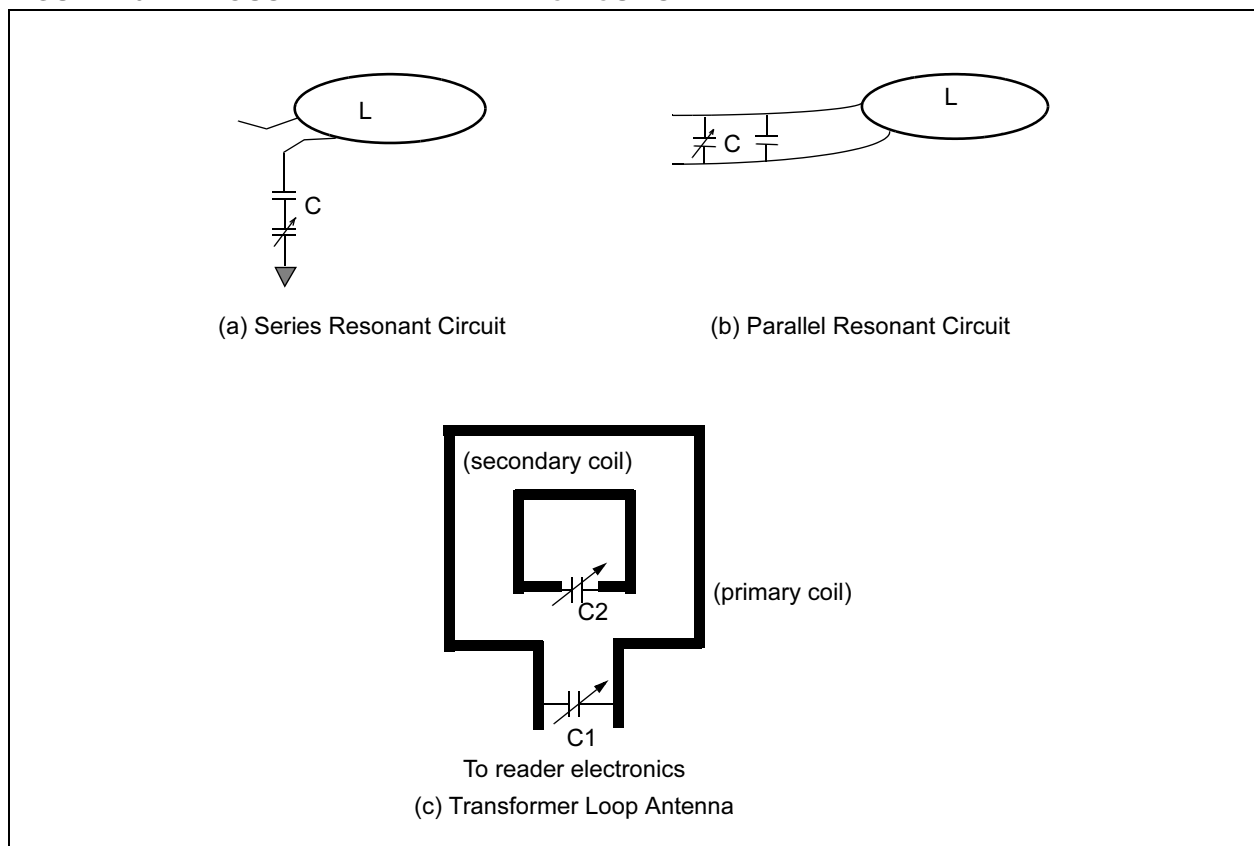 L
L
C
C
(a) Series Resonant Circuit
(b) Parallel Resonant Circuit
(secondary coil)
C2
(primary coil)
C1
To reader electronics
(c) Transformer Loop Antenna